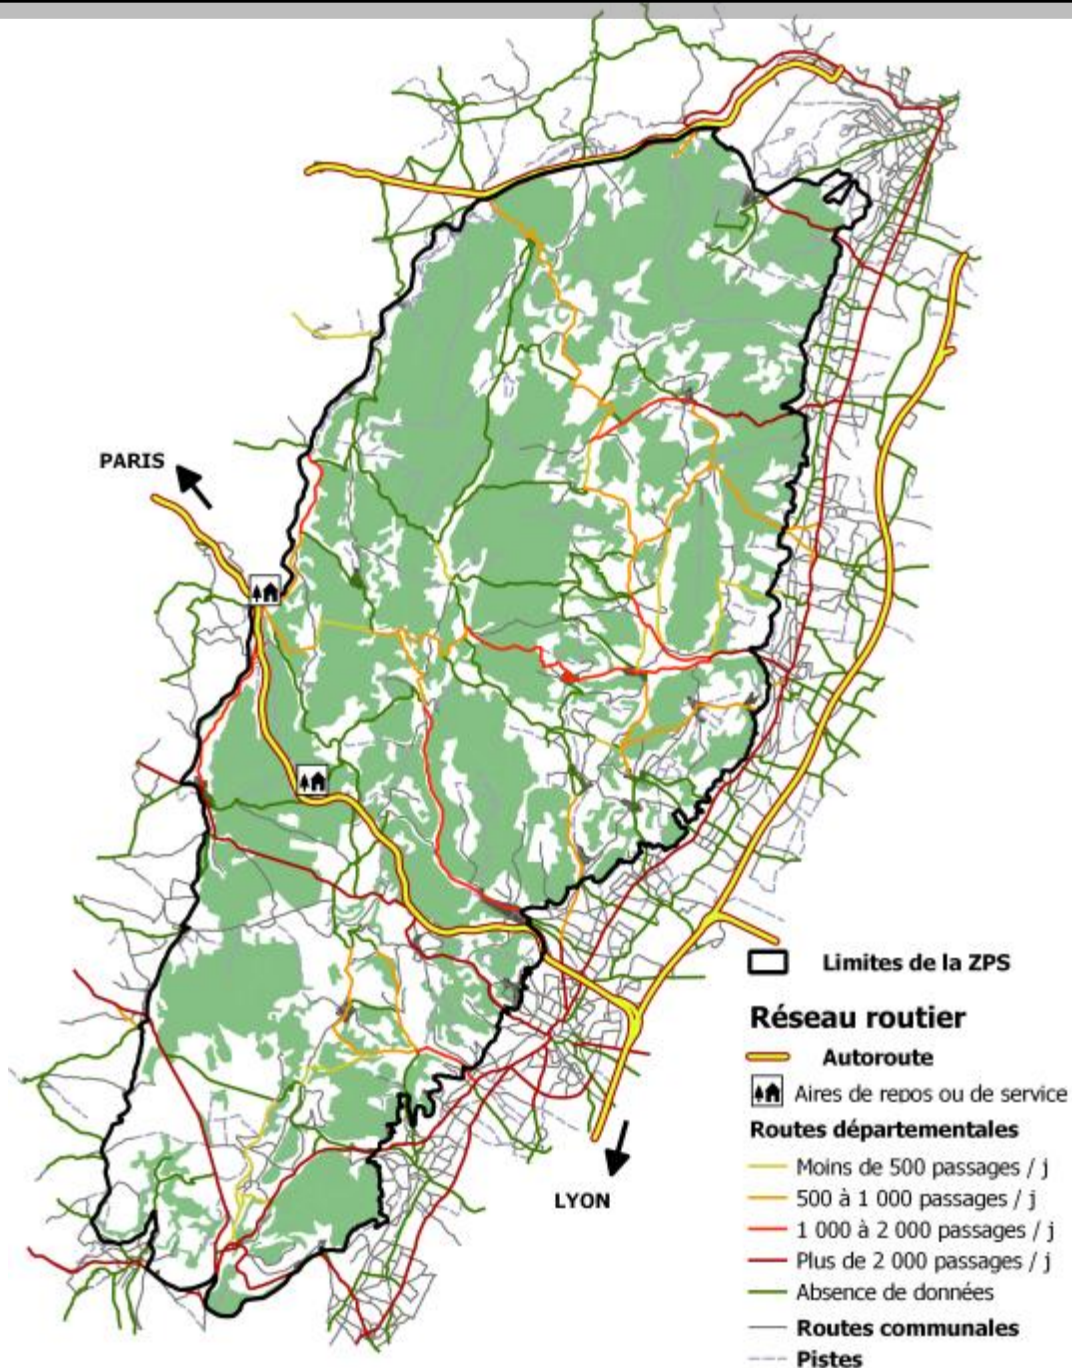 PARIS
LYON
Limites de la ZPS
Réseau routier
Autoroute
Aires de repos ou de service
Routes départementales
Moins de 500 passages / j
500 à 1 000 passages / j
1 000 à 2 000 passages / j
Plus de 2 000 passages / j
Absence de données
Routes communales
Pistes